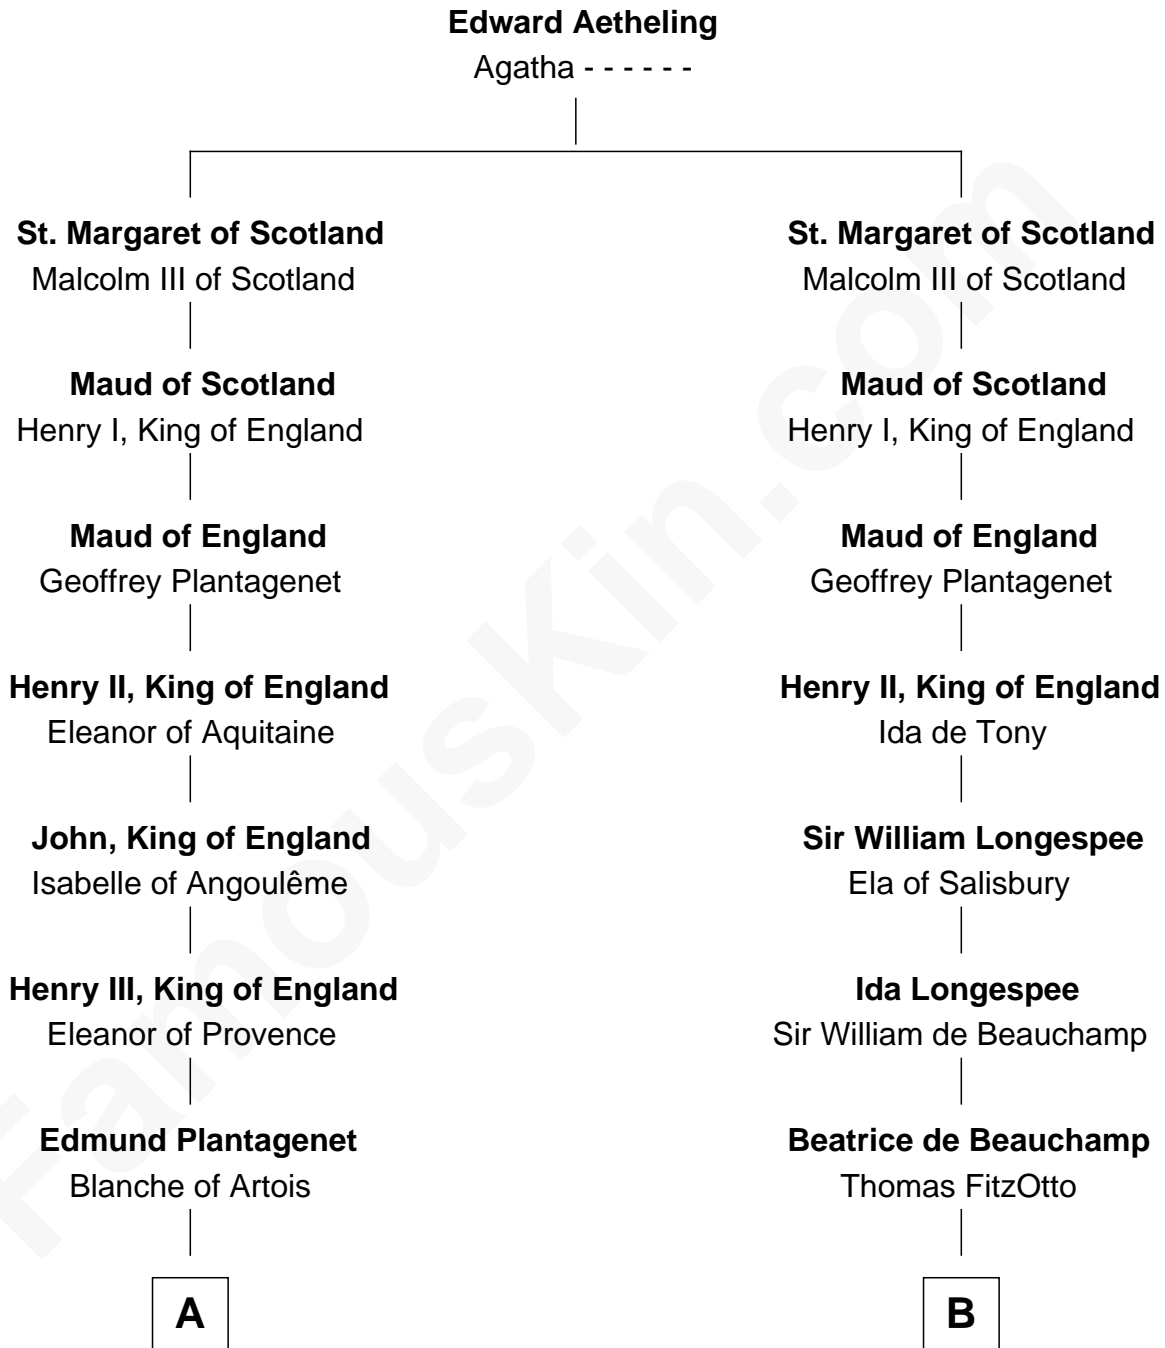 Edward Aetheling
Agatha - - - - - -
St. Margaret of Scotland
Malcolm III of Scotland
Maud of Scotland
Henry I, King of England
Maud of England
Geoffrey Plantagenet
Henry II, King of England
Eleanor of Aquitaine
John, King of England
Isabelle of Angoulême
Henry III, King of England
Eleanor of Provence
Edmund Plantagenet
Blanche of Artois
A
St. Margaret of Scotland
Malcolm III of Scotland
Maud of Scotland
Henry I, King of England
Maud of England
Geoffrey Plantagenet
Henry II, King of England
Ida de Tony
Sir William Longespee
Ela of Salisbury
Ida Longespee
Sir William de Beauchamp
Beatrice de Beauchamp
Thomas FitzOtto
B
FamousKin.com